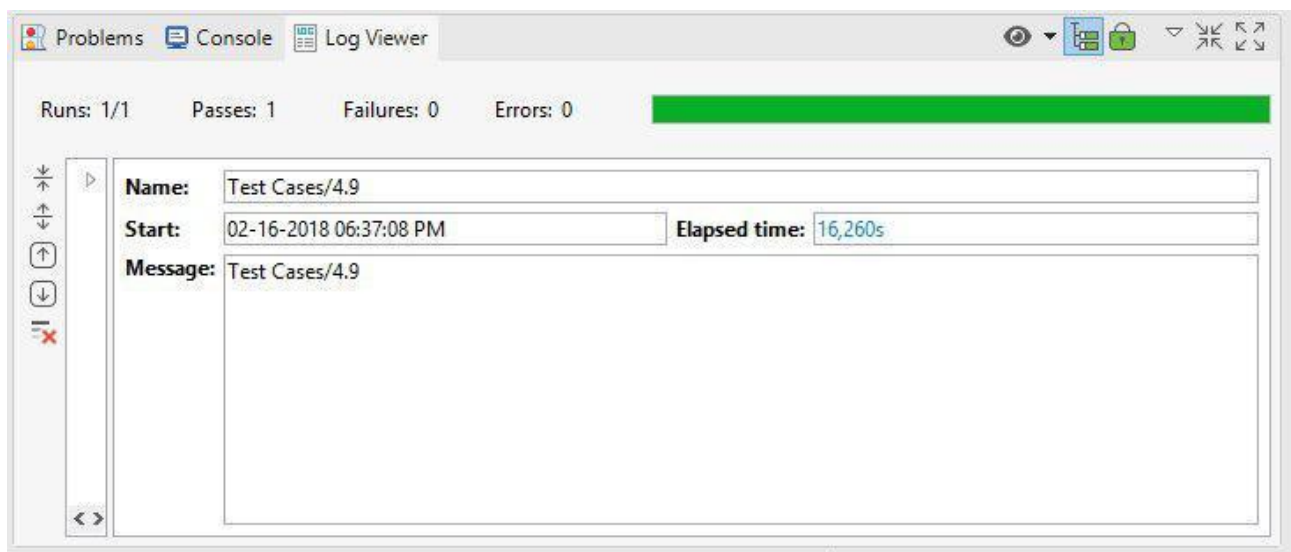 Problems Console Log Viewer
Runs: 1/1 Passes: 1 Failures: 0 Errors: 0
Name: Test Cases/4.9
Start: 02-16-2018 06:37:08 PM Elapsed time: 16,260s
Message: Test Cases/4.9